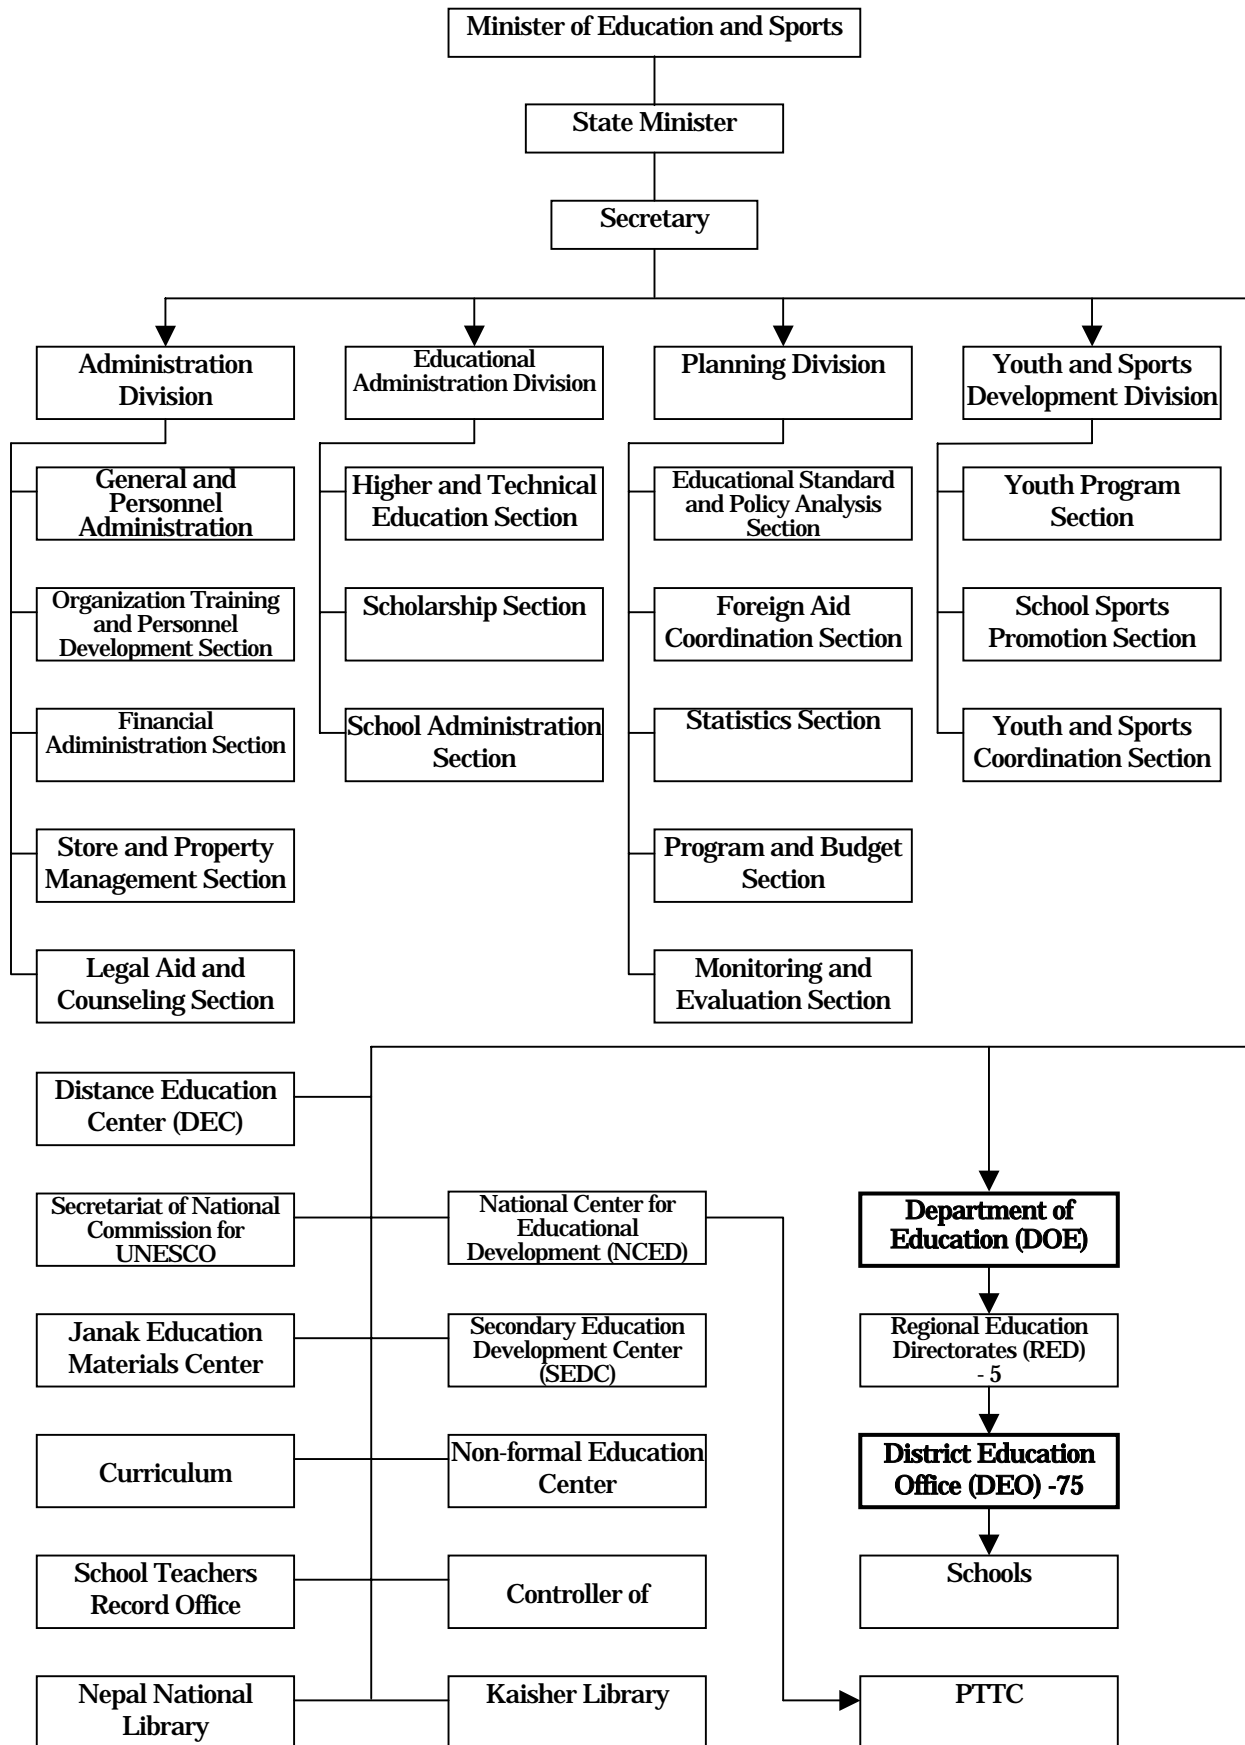 Minister of Education and Sports
State Minister
Secretary
Administration
Division
Educational
Administration Division
Planning Division
Youth and Sports
Development Division
General and
Personnel
Administration
Higher and Technical
Education Section
Educational Standard
and Policy Analysis
Section
Youth Program
Section
Organization Training
and Personnel
Development Section
Scholarship Section
Foreign Aid
Coordination Section
School Sports
Promotion Section
Financial
Adiministration Section
School Administration
Section
Statistics Section
Youth and Sports
Coordination Section
Store and Property
Management Section
Program and Budget
Section
Legal Aid and
Counseling Section
Monitoring and
Evaluation Section
Distance Education
Center (DEC)
Secretariat of National
Commission for
UNESCO
National Center for
Educational
Development (NCED)
Department of
Education (DOE)
Janak Education
Materials Center
Secondary Education
Development Center
(SEDC)
Regional Education
Directorates (RED)
- 5
Curriculum
Non-formal Education
Center
District Education
Office (DEO) -75
School Teachers
Record Office
Controller of
Schools
Nepal National
Library
Kaisher Library
PTTC